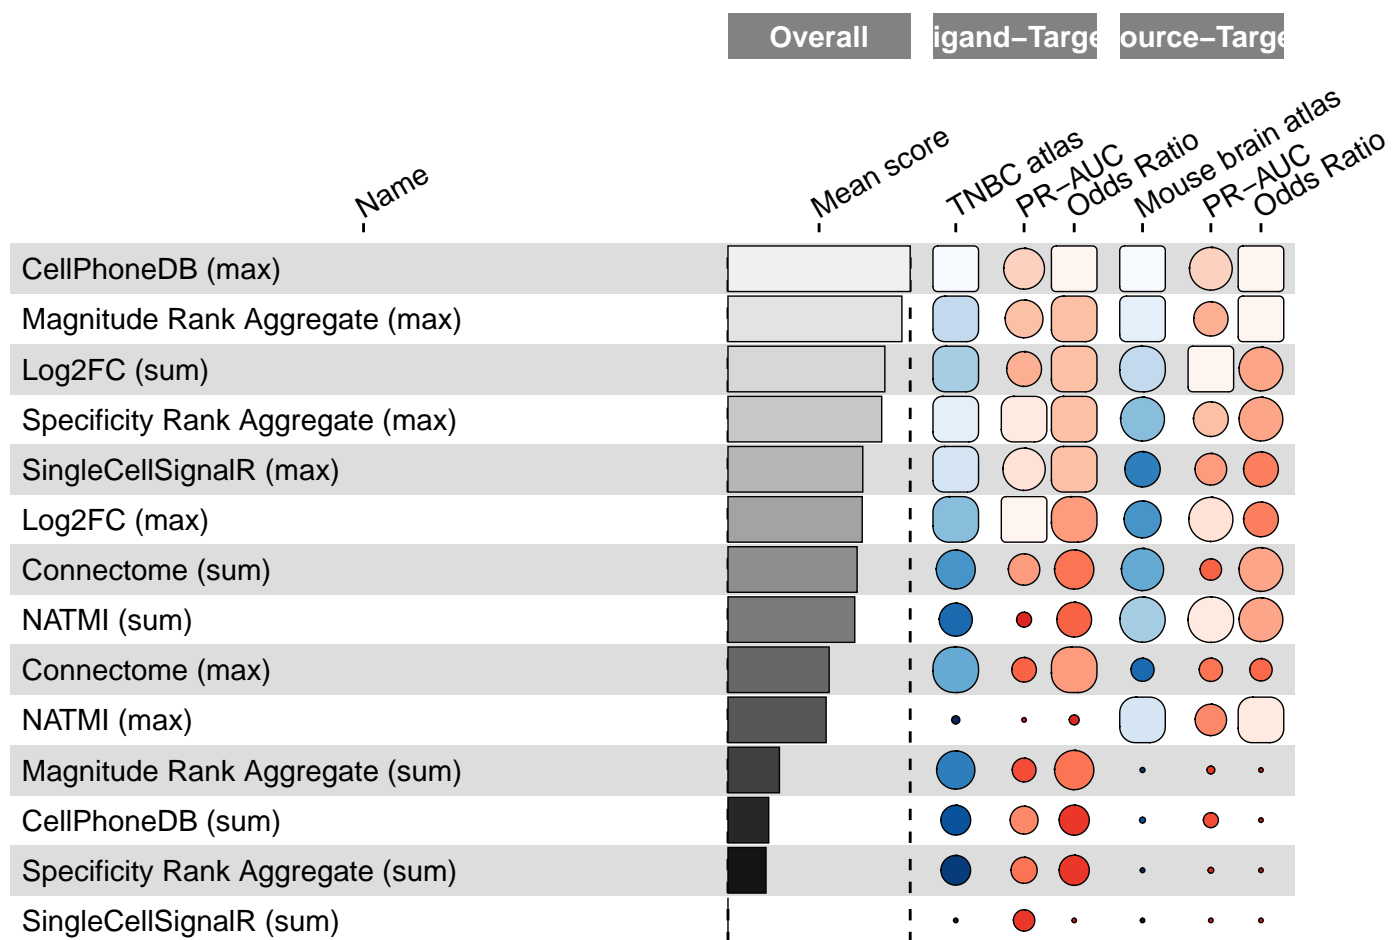 Overall
igand–Targe
ource–Targe
Name
Mean score
TNBC atlas
PR–AUC
Odds Ratio
Mouse brain atlas
PR–AUC
Odds Ratio
CellPhoneDB (max)
Magnitude Rank Aggregate (max)
Log2FC (sum)
Specificity Rank Aggregate (max)
SingleCellSignalR (max)
Log2FC (max)
Connectome (sum)
NATMI (sum)
Connectome (max)
NATMI (max)
Magnitude Rank Aggregate (sum)
CellPhoneDB (sum)
Specificity Rank Aggregate (sum)
SingleCellSignalR (sum)